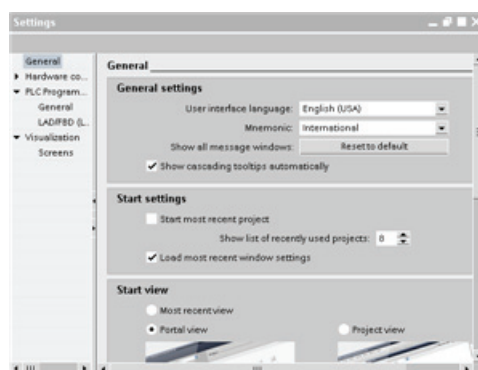 Settings
General
Hardware co...
PLC Program...
General
LAD/FBD (L...
Visualization
Screens
General
General settings
User interface language: English (USA)
Mnemonic: International
Show all message windows: Reset to default
Show cascading tooltips automatically
Start settings
Start most recent project
Show list of recently used projects: 8
Load most recent window settings
Start view
Most recent view
Portal view
Project view